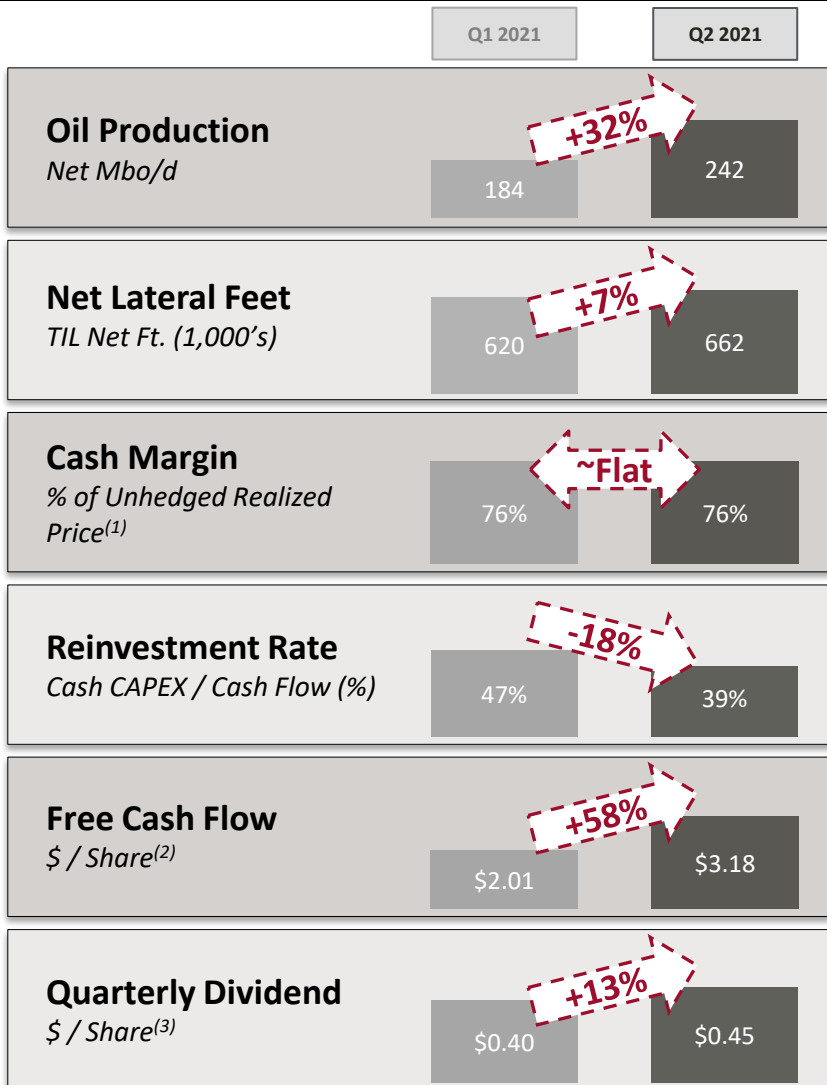 Q1 2021
Q2 2021
Oil Production
Net Mbo/d
184
+32%
242
Net Lateral Feet
TIL Net Ft. (1,000’s)
620
+7%
662
Cash Margin
% of Unhedged Realized
Price(1)
76%
~Flat
76%
Reinvestment Rate
Cash CAPEX / Cash Flow (%)
47%
-18%
39%
Free Cash Flow
$ / Share(2)
$2.01
+58%
$3.18
Quarterly Dividend
$ / Share(3)
$0.40
+13%
$0.45